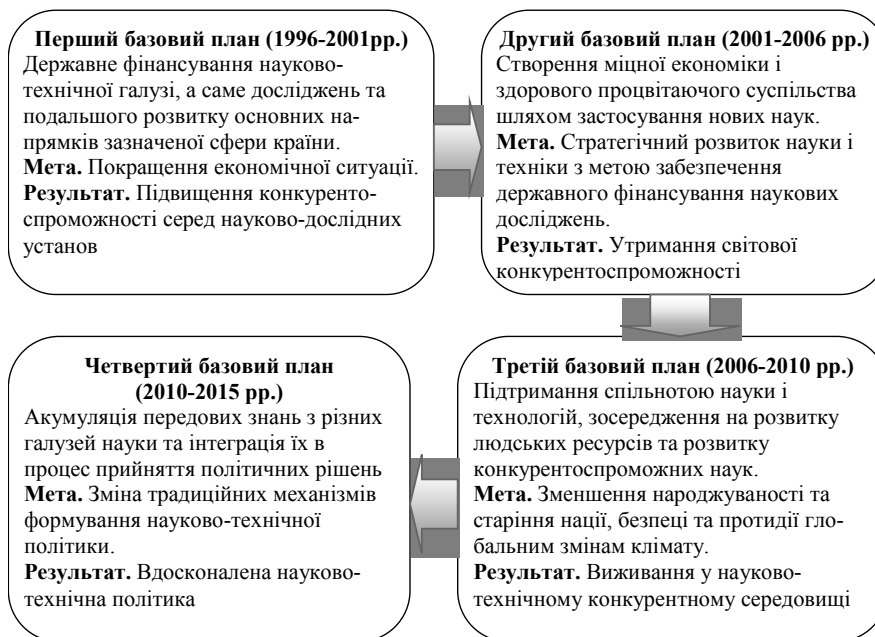 Перший базовий план (1996-2001рр.)
Державне фінансування науково-
технічної галузі, а саме досліджень та
подальшого розвитку основних на-
прямків зазначеної сфери країни.
Мета. Покращення економічної ситуації.
Результат. Підвищення конкуренто-
спроможності серед науково-дослідних
установ
Другий базовий план (2001-2006 рр.)
Створення міцної економіки і
здорового процвітаючого суспільства
шляхом застосування нових наук.
Мета. Стратегічний розвиток науки і
техніки з метою забезпечення
державного фінансування наукових
досліджень.
Результат. Утримання світової
конкурентоспроможності
Третій базовий план (2006-2010 рр.)
Підтримання спільнотою науки і
технологій, зосередження на розвитку
людських ресурсів та розвитку
конкурентоспроможних наук.
Мета. Зменшення народжуваності та
старіння нації, безпеці та протидії гло-
бальним змінам клімату.
Результат. Виживання у науково-
технічному конкурентному середовищі
Четвертий базовий план
(2010-2015 рр.)
Акумуляція передових знань з різних
галузей науки та інтеграція їх в
процес прийняття політичних рішень
Мета. Зміна традиційних механізмів
формування науково-технічної
політики.
Результат. Вдосконалена науково-
технічна політика